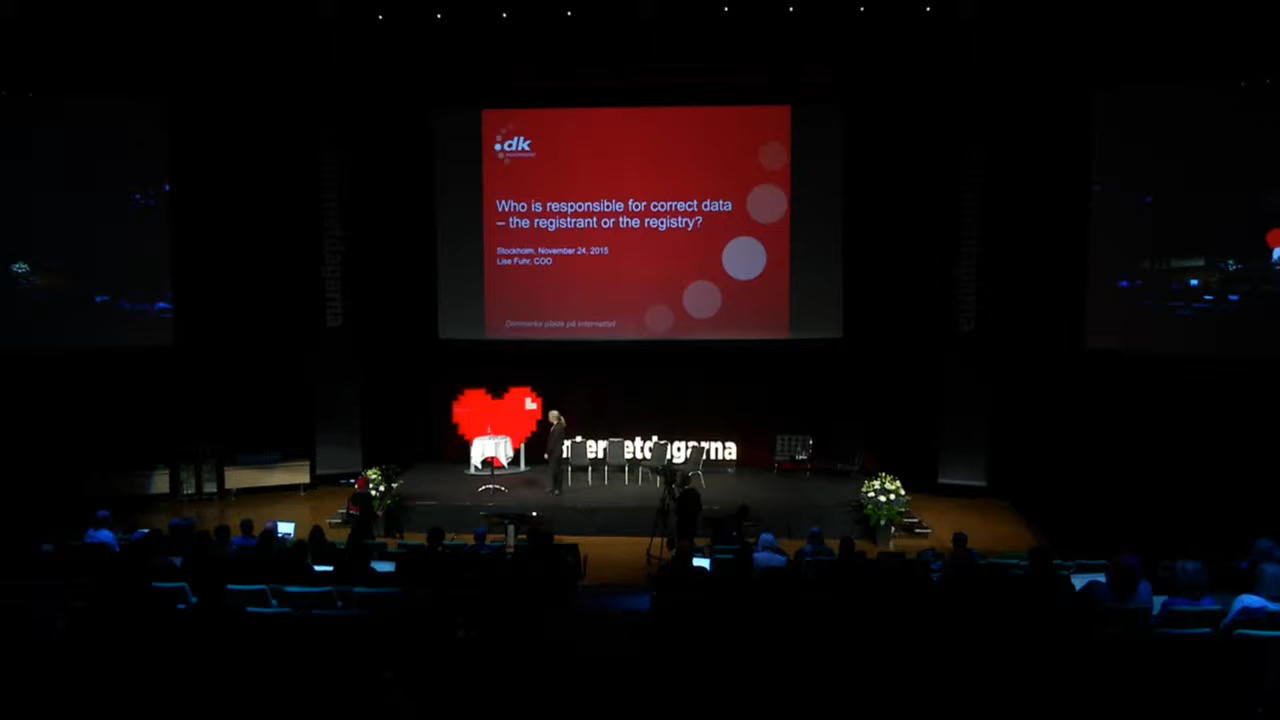 .dk
Who is responsible for correct data
– the registrant or the registry?
Stockholm, November 24, 2015
Lise Fuhr, COO
Danmarks plads på internettet
internetdagarna